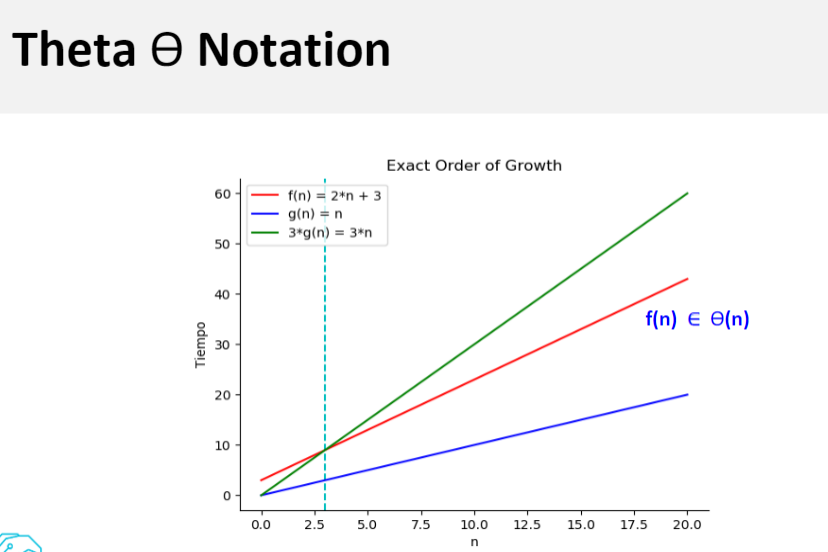 Theta Ө Notation
Exact Order of Growth
f(n) = 2*n + 3
g(n) = n
3*g(n) = 3*n
60
50
40
30
20
10
0
Tiempo
f(n) ∈ Ө(n)
0.0 2.5 5.0 7.5 10.0 12.5 15.0 17.5 20.0
n